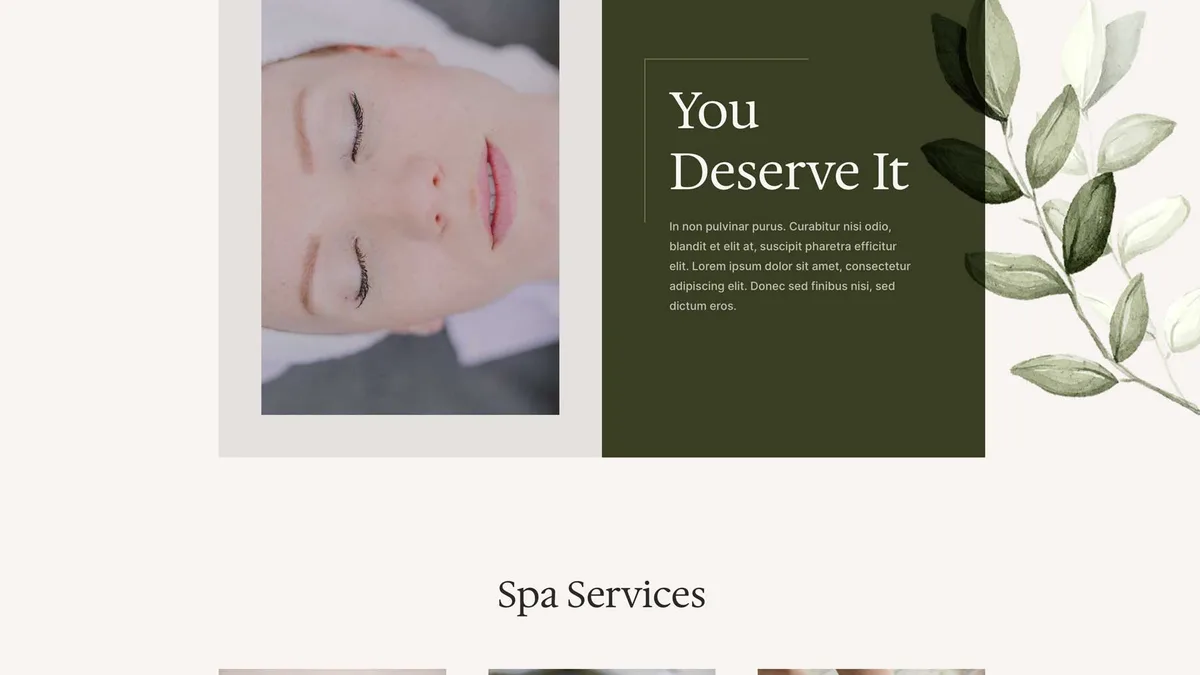 You
Deserve It
In non pulvinar purus. Curabitur nisi odio,
blandit et elit at, suscipit pharetra efficitur
elit. Lorem ipsum dolor sit amet, consectetur
adipiscing elit. Donec sed finibus nisi, sed
dictum eros.
Spa Services